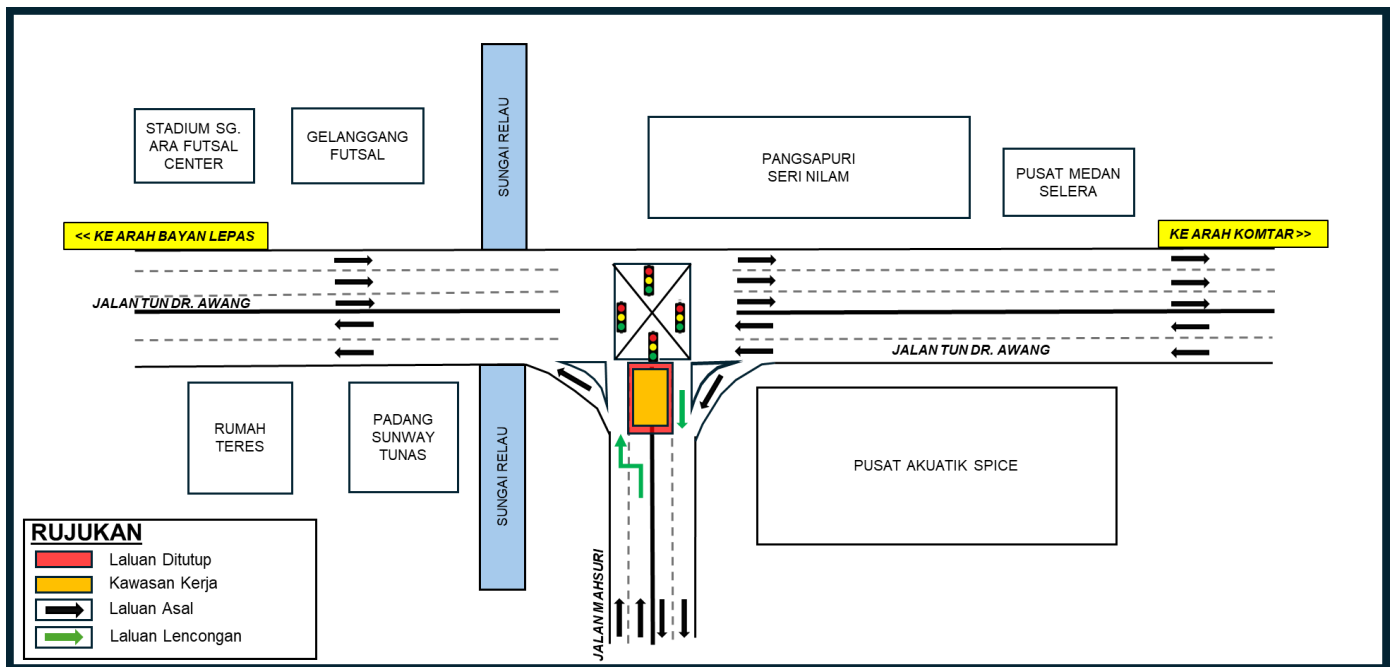 STADIUM SG.
ARA FUTSAL
CENTER
GELANGGANG
FUTSAL
SUNGAI RELAU
PANGSAPURI
SERI NILAM
PUSAT MEDAN
SELERA
<< KE ARAH BAYAN LEPAS
KE ARAH KOMTAR >>
JALAN TUN DR. AWANG
JALAN TUN DR. AWANG
RUMAH
TERES
PADANG
SUNWAY
TUNAS
SUNGAI RELAU
PUSAT AKUATIK SPICE
JALAN MAHSURI
RUJUKAN
Laluan Ditutup
Kawasan Kerja
Laluan Asal
Laluan Lencongan